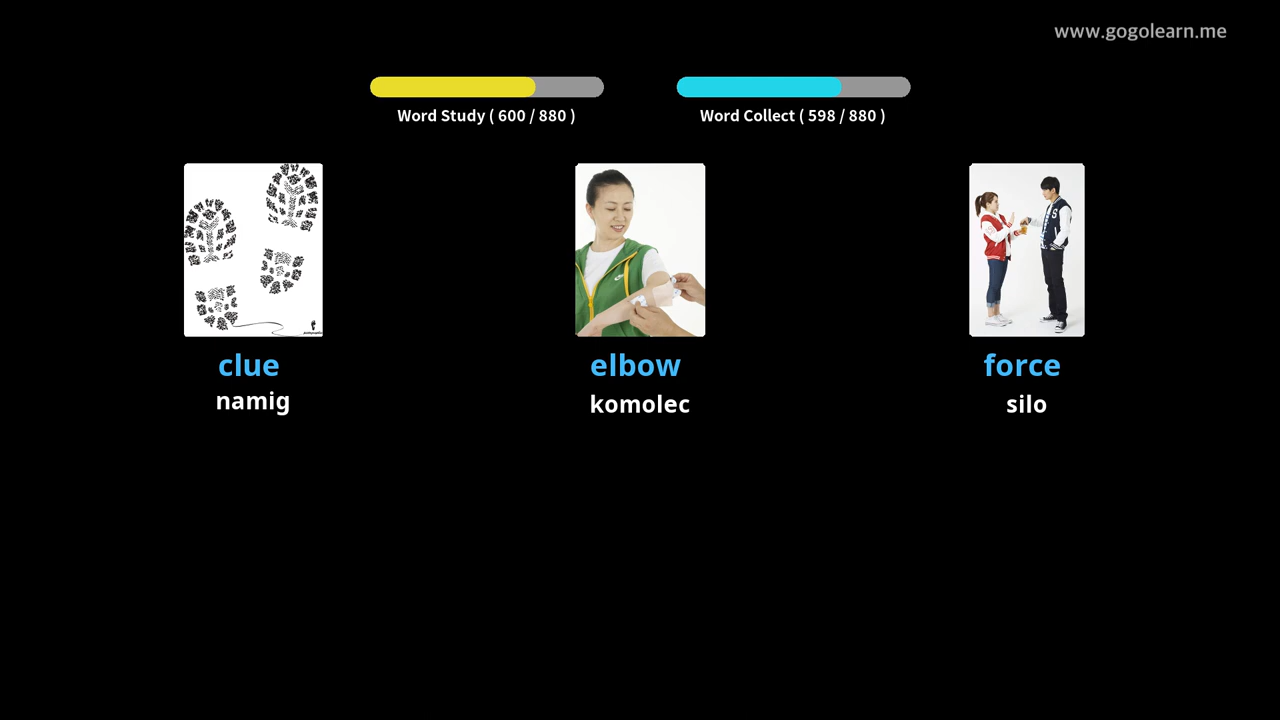 www.gogolearn.me
Word Study ( 600 / 880 )
Word Collect ( 598 / 880 )
clue
namig
elbow
komolec
force
silo